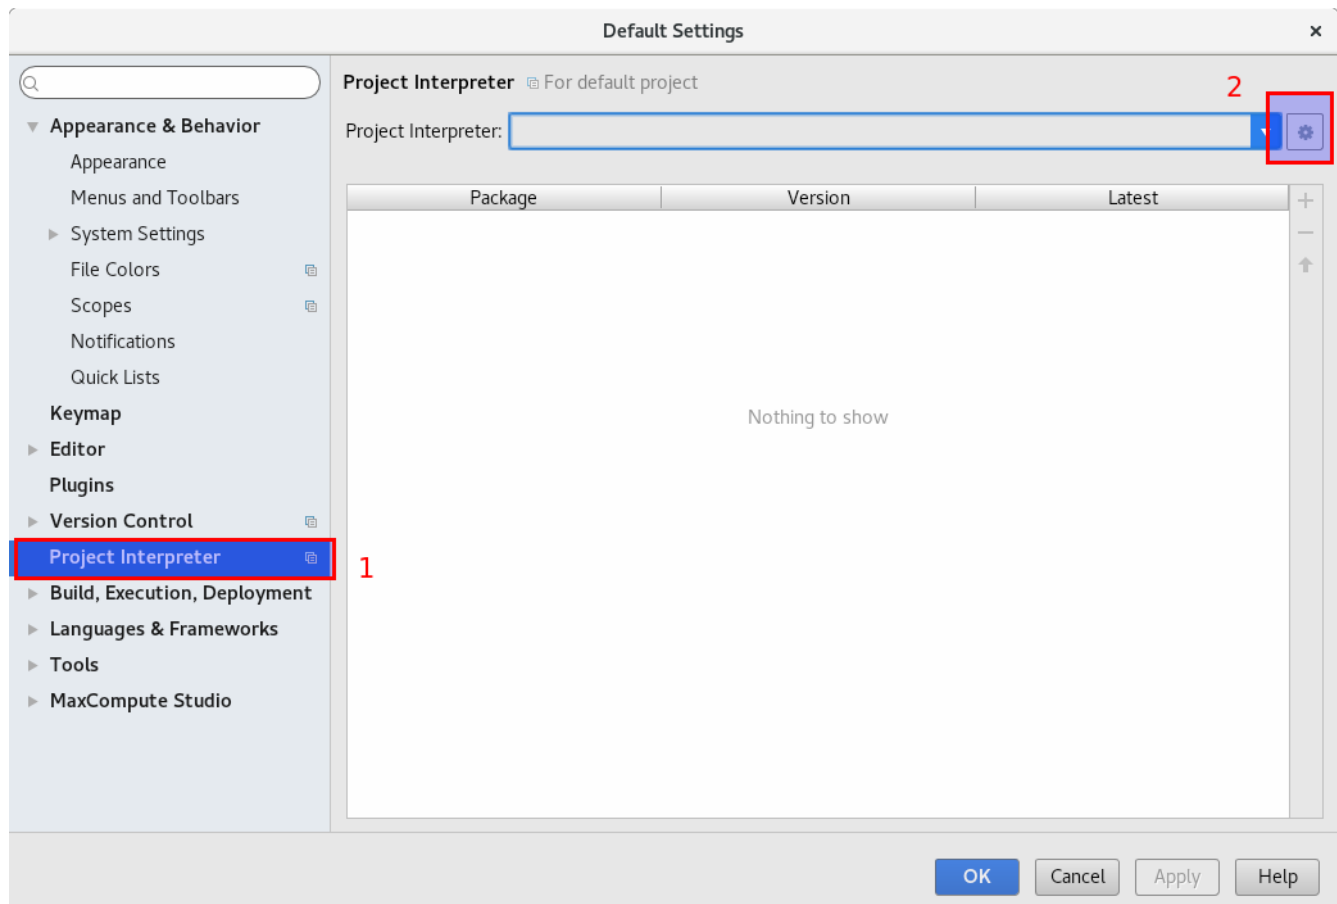 Default Settings
Project Interpreter For default project
2
Project Interpreter:
Appearance & Behavior
Appearance
Menus and Toolbars
System Settings
File Colors
Scopes
Notifications
Quick Lists
Keymap
Editor
Plugins
Version Control
Project Interpreter
1
Build, Execution, Deployment
Languages & Frameworks
Tools
MaxCompute Studio
Package Version Latest
Nothing to show
OK Cancel Apply Help